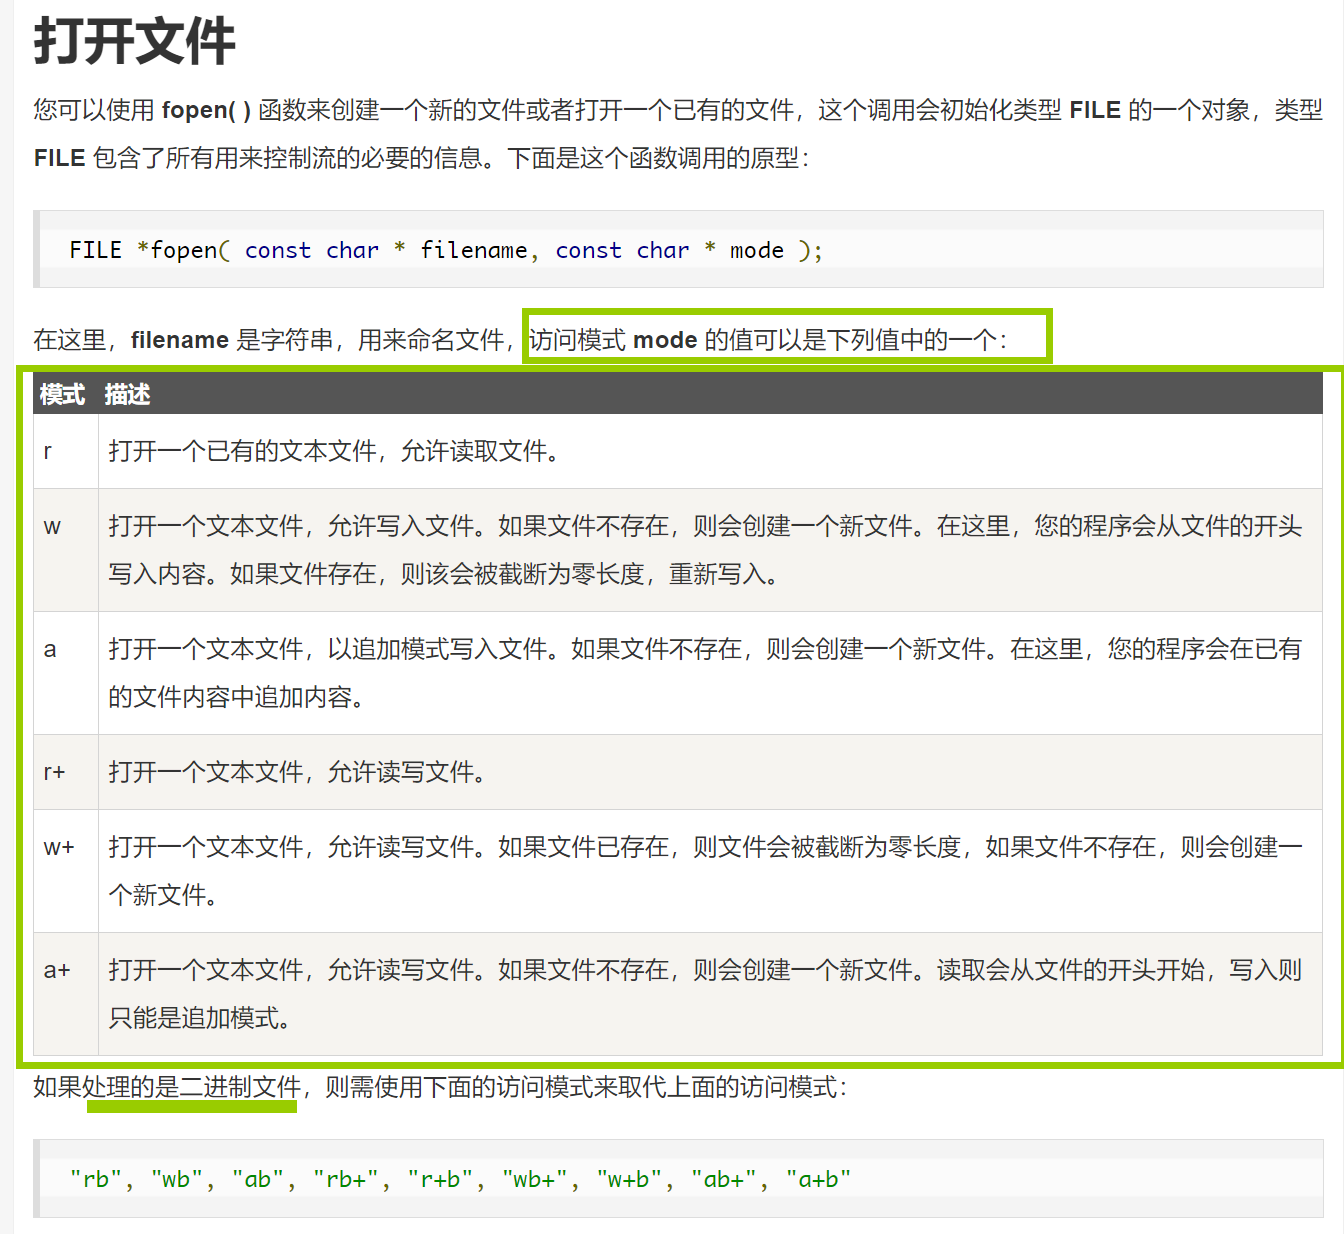 打开文件
您可以使用 fopen( ) 函数来创建一个新的文件或者打开一个已有的文件，这个调用会初始化类型 FILE 的一个对象，类型
FILE 包含了所有用来控制流的必要的信息。下面是这个函数调用的原型：
FILE *fopen( const char * filename, const char * mode );
在这里，filename 是字符串，用来命名文件，访问模式 mode 的值可以是下列值中的一个：
模式 描述
r 打开一个已有的文本文件，允许读取文件。
w 打开一个文本文件，允许写入文件。如果文件不存在，则会创建一个新文件。在这里，您的程序会从文件的开头
写入内容。如果文件存在，则该会被截断为零长度，重新写入。
a 打开一个文本文件，以追加模式写入文件。如果文件不存在，则会创建一个新文件。在这里，您的程序会在已有
的文件内容中追加内容。
r+ 打开一个文本文件，允许读写文件。
w+ 打开一个文本文件，允许读写文件。如果文件已存在，则文件会被截断为零长度，如果文件不存在，则会创建一
个新文件。
a+ 打开一个文本文件，允许读写文件。如果文件不存在，则会创建一个新文件。读取会从文件的开头开始，写入则
只能是追加模式。
如果处理的是二进制文件，则需使用下面的访问模式来取代上面的访问模式：
"rb", "wb", "ab", "rb+", "r+b", "wb+", "w+b", "ab+", "a+b"